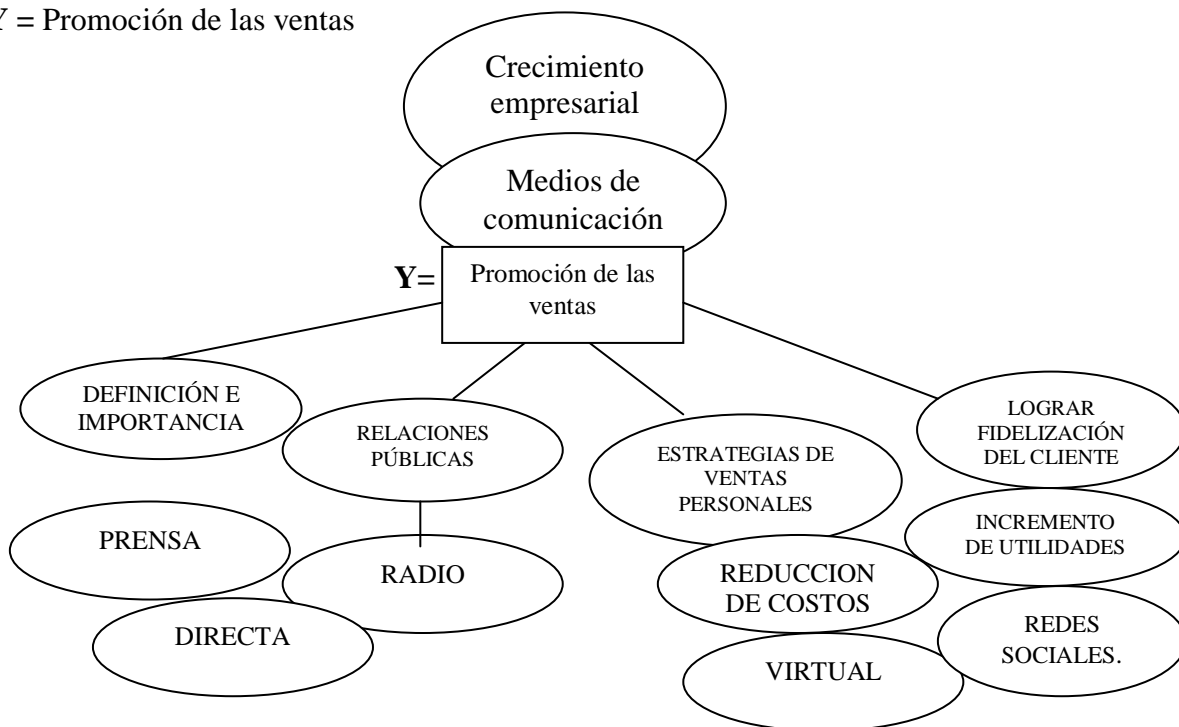 Y = Promoción de las ventas
Crecimiento
empresarial
Medios de
comunicación
Y=
Promoción de las
ventas
DEFINICIÓN E
IMPORTANCIA
RELACIONES
PÚBLICAS
ESTRATEGIAS DE
VENTAS
PERSONALES
LOGRAR
FIDELIZACIÓN
DEL CLIENTE
PRENSA
RADIO
DIRECTA
REDUCCION
DE COSTOS
VIRTUAL
INCREMENTO
DE UTILIDADES
REDES
SOCIALES.